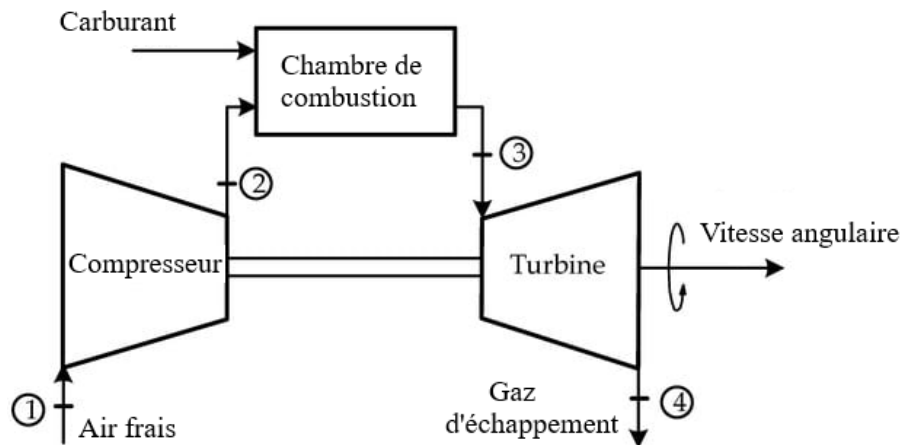 Carburant
Chambre de
combustion
②
③
Compresseur
Turbine
Vitesse angulaire
①
Air frais
Gaz
d'échappement
④